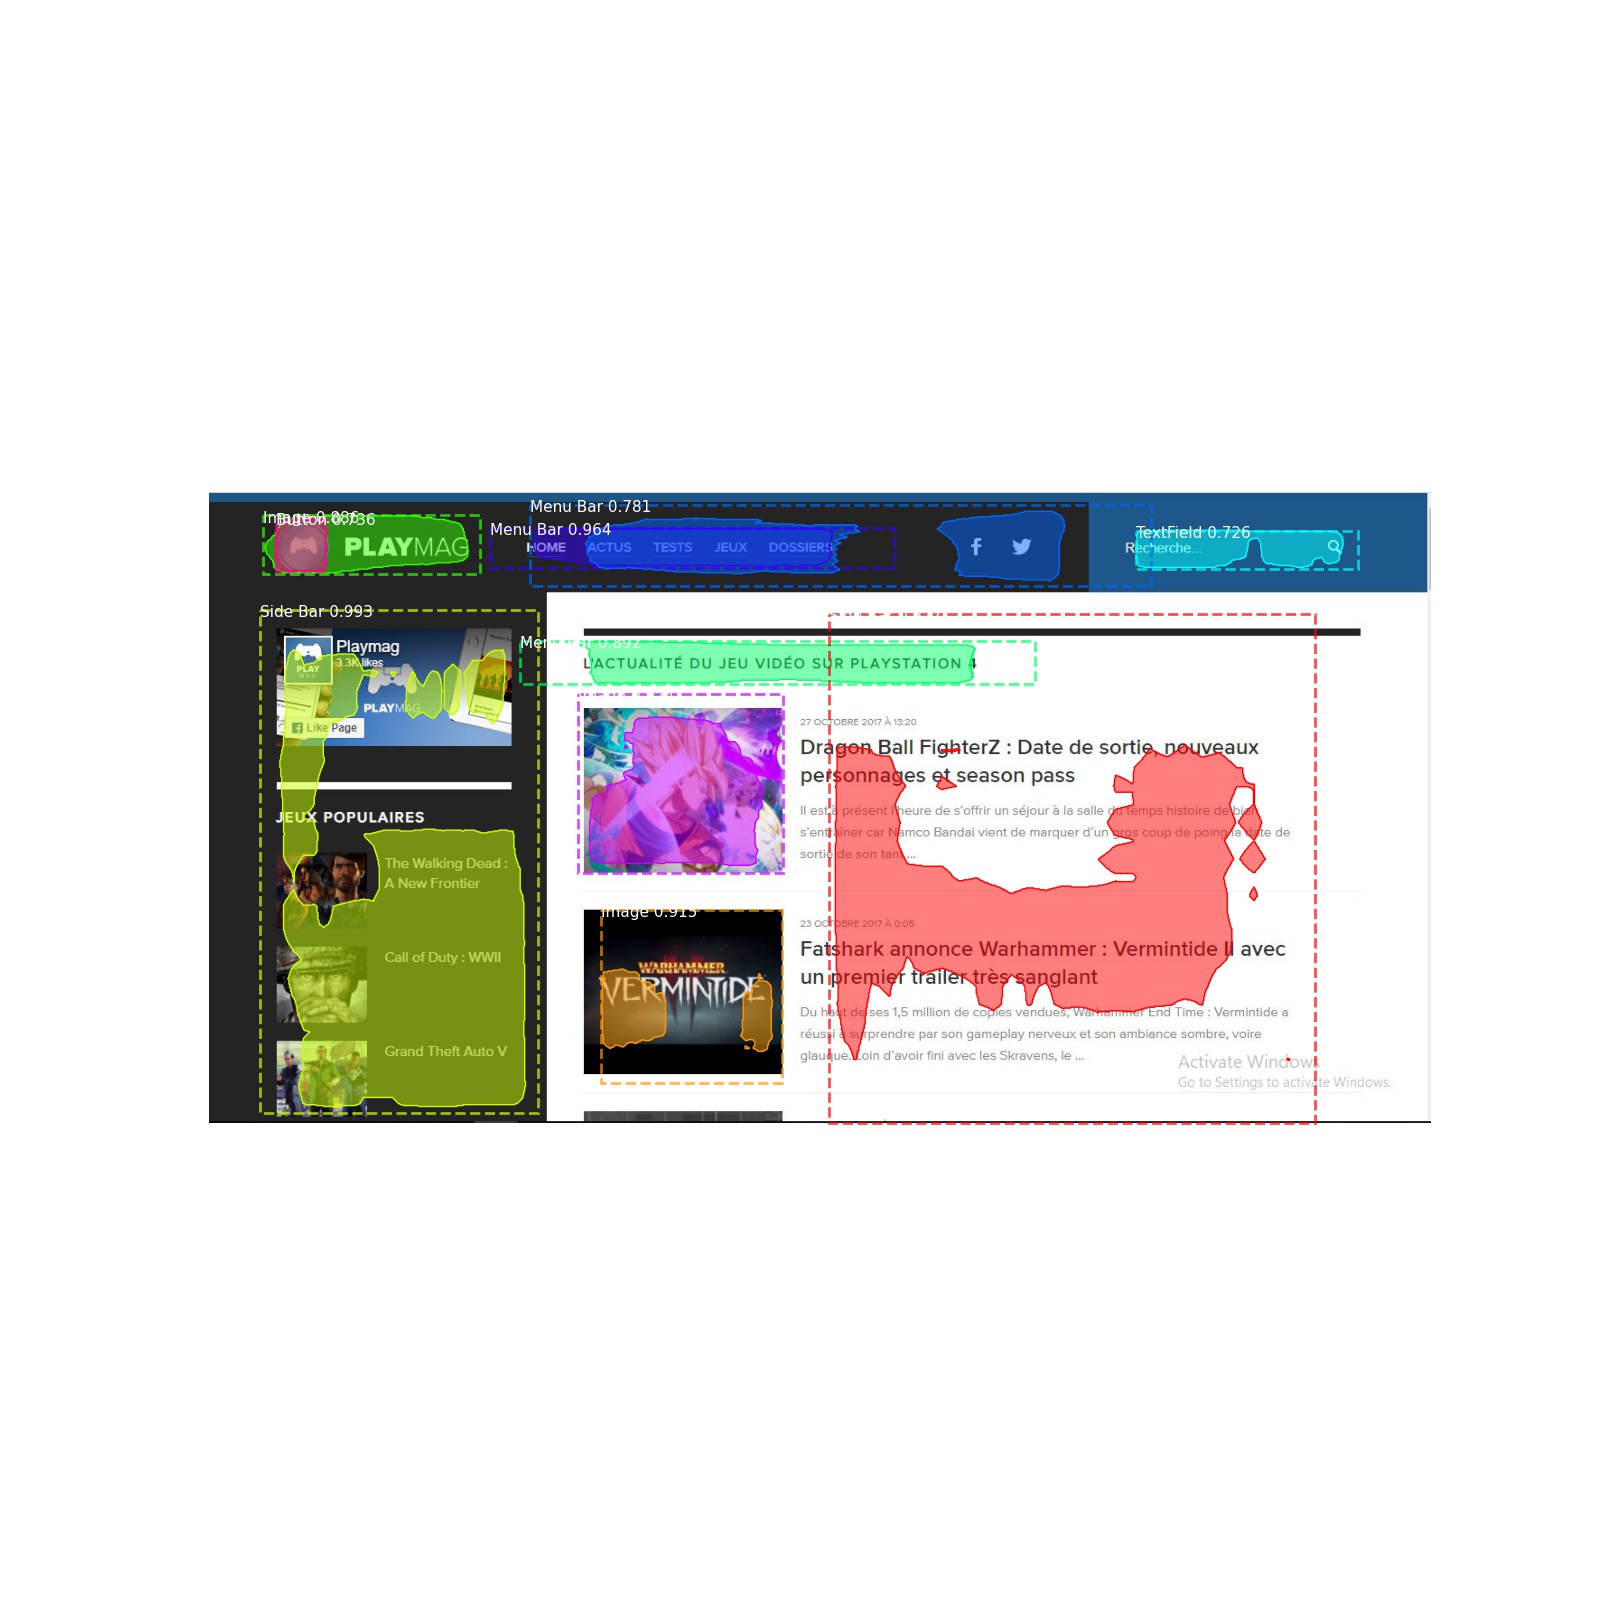 Menu Bar 0.781
Image 0.886
Button 0.736
Menu Bar 0.964
TextField 0.726
PLAYMAG
HOME ACTUS TESTS JEUX DOSSIERS
Recherche...
Side Bar 0.993
Playmag
3.3K likes
PLAY
MAG
PLAYMAG
Like Page
JEUX POPULAIRES
The Walking Dead :
A New Frontier
Call of Duty : WWII
Grand Theft Auto V
Menu Bar 0.892
L'ACTUALITÉ DU JEU VIDÉO SUR PLAYSTATION 4
27 OCTOBRE 2017 À 13:20
Dragon Ball FighterZ : Date de sortie, nouveaux
personnages et season pass
Il est à présent l'heure de s'offrir un séjour à la salle du temps histoire de bien
s'entraîner car Namco Bandai vient de marquer d'un gros coup de poing la date de
sortie de son tant ...
Image 0.915
WARHAMMER
VERMINTIDE
23 OCTOBRE 2017 À 0:05
Fatshark annonce Warhammer : Vermintide II avec
un premier trailer très sanglant
Du haut de ses 1,5 million de copies vendues, Warhammer End Time : Vermintide a
réussi à surprendre par son gameplay nerveux et son ambiance sombre, voire
glauque. Loin d'avoir fini avec les Skravens, le ...
Activate Windows
Go to Settings to activate Windows.